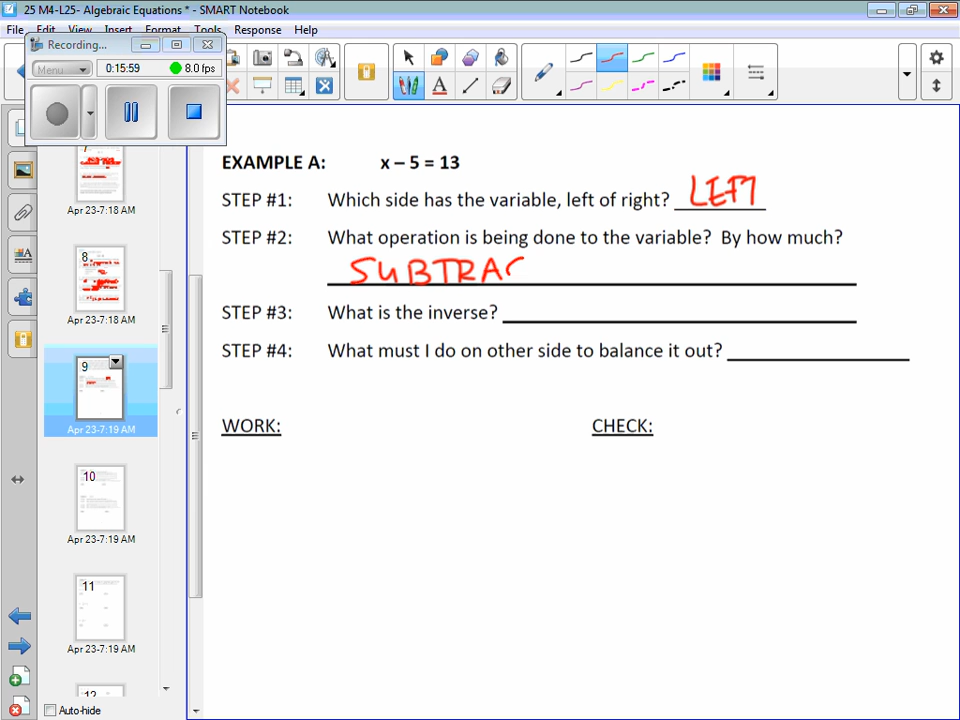 25 M4-L25- Algebraic Equations * - SMART Notebook
File Edit View Insert Format Tools Response Help
Recording...
Menu 0:15:59 8.0 fps
EXAMPLE A: x – 5 = 13
STEP #1: Which side has the variable, left of right? LEFT
STEP #2: What operation is being done to the variable? By how much?
SUBTRAC
STEP #3: What is the inverse?
STEP #4: What must I do on other side to balance it out?
WORK: CHECK:
7
Apr 23-7:18 AM
8
Apr 23-7:18 AM
9
Apr 23-7:19 AM
10
Apr 23-7:19 AM
11
Apr 23-7:19 AM
12
Auto-hide